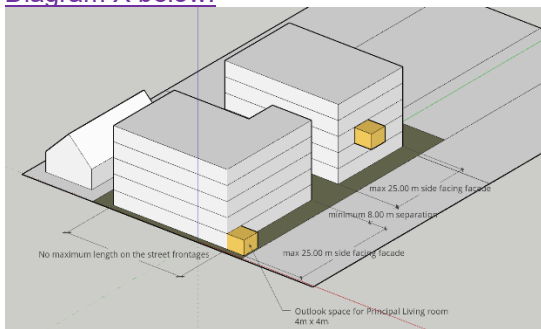 Diagram X below:
max 25.00 m side facing facade
minimum 8.00 m separation
No maximum length on the street frontages
max 25.00 m side facing facade
Outlook space for Principal Living room
4m x 4m